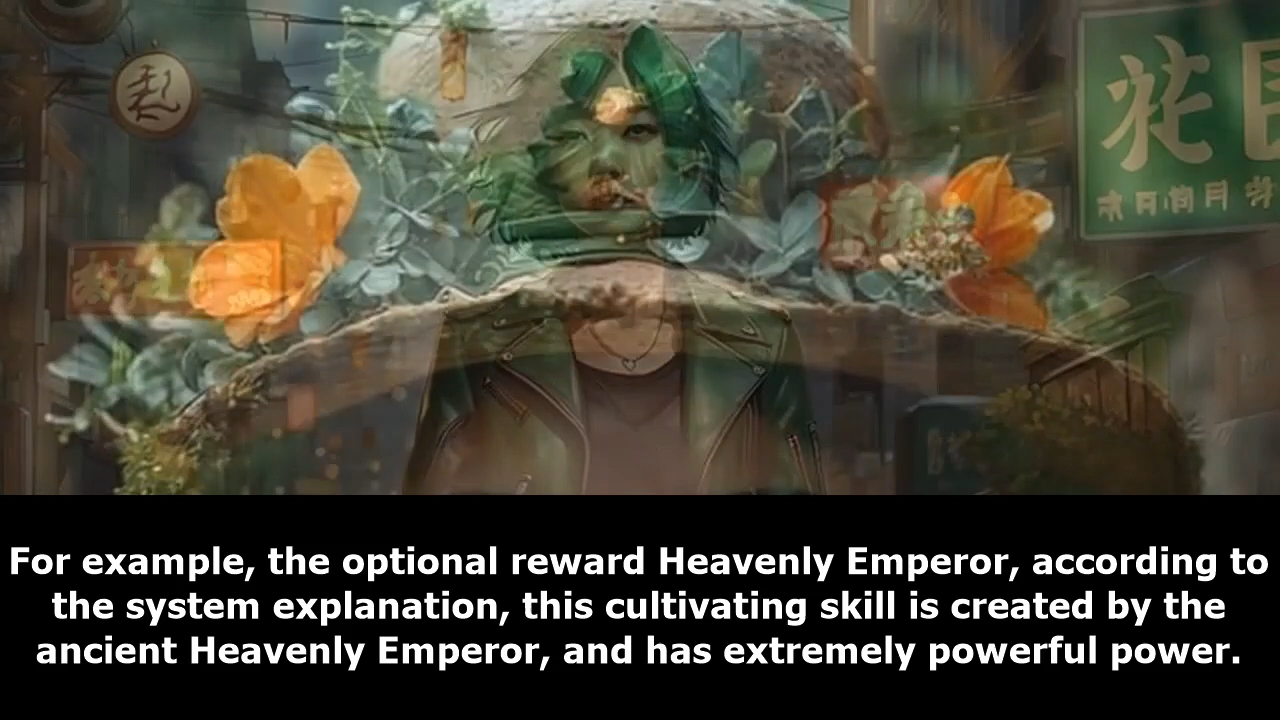 For example, the optional reward Heavenly Emperor, according to
the system explanation, this cultivating skill is created by the
ancient Heavenly Emperor, and has extremely powerful power.